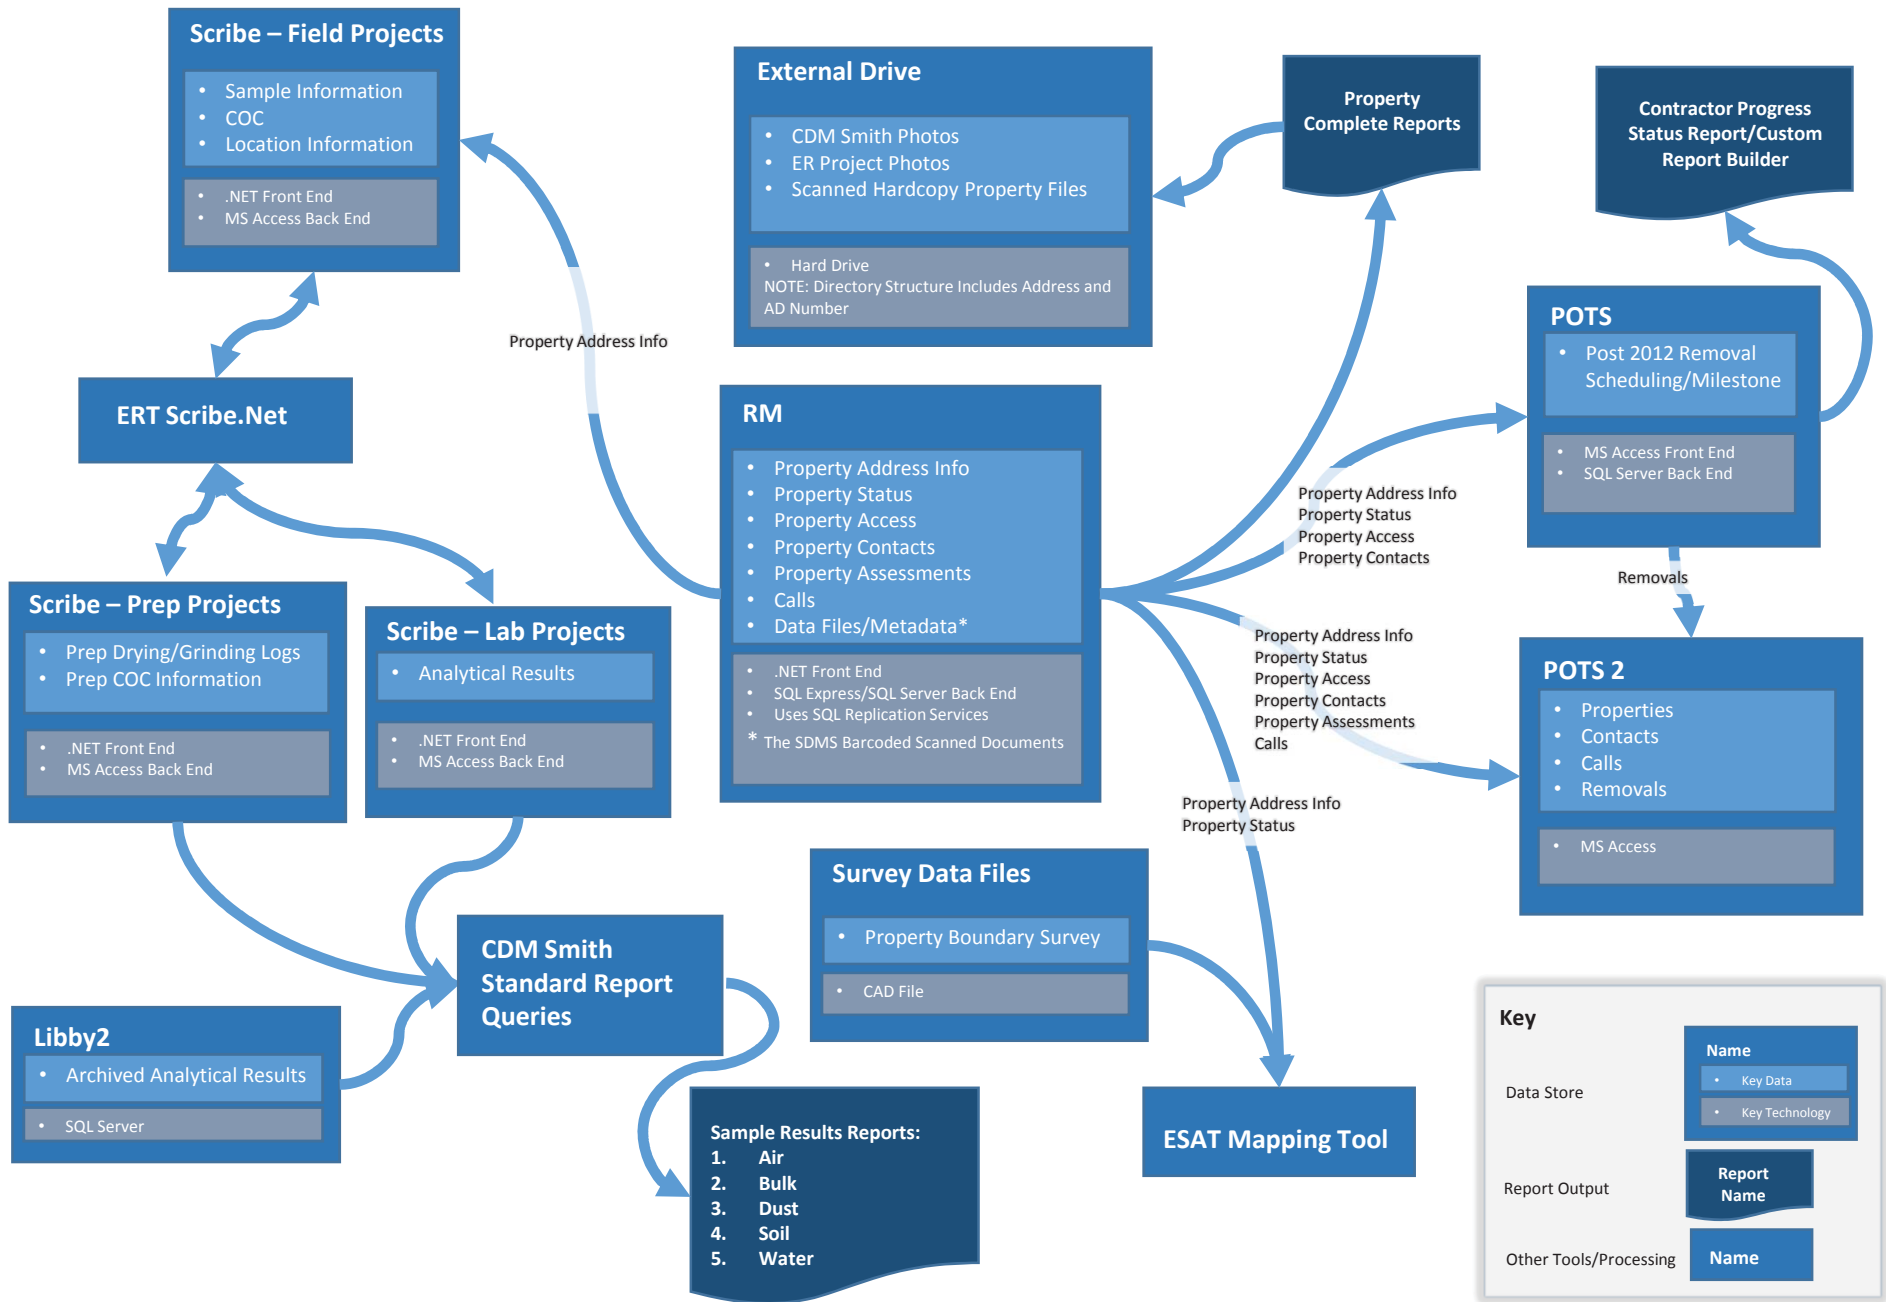 Scribe – Field Projects
• Sample Information
• COC
• Location Information
• .NET Front End
• MS Access Back End
External Drive
• CDM Smith Photos
• ER Project Photos
• Scanned Hardcopy Property Files
• Hard Drive
NOTE: Directory Structure Includes Address and
AD Number
Property
Complete Reports
Contractor Progress
Status Report/Custom
Report Builder
Property Address Info
ERT Scribe.Net
RM
• Property Address Info
• Property Status
• Property Access
• Property Contacts
• Property Assessments
• Calls
• Data Files/Metadata*
• .NET Front End
• SQL Express/SQL Server Back End
• Uses SQL Replication Services
* The SDMS Barcoded Scanned Documents
POTS
• Post 2012 Removal
Scheduling/Milestone
• MS Access Front End
• SQL Server Back End
Property Address Info
Property Status
Property Access
Property Contacts
Removals
Property Address Info
Property Status
Property Access
Property Contacts
Property Assessments
Calls
POTS 2
• Properties
• Contacts
• Calls
• Removals
• MS Access
Property Address Info
Property Status
Scribe – Prep Projects
• Prep Drying/Grinding Logs
• Prep COC Information
• .NET Front End
• MS Access Back End
Scribe – Lab Projects
• Analytical Results
• .NET Front End
• MS Access Back End
Survey Data Files
• Property Boundary Survey
• CAD File
CDM Smith
Standard Report
Queries
Libby2
• Archived Analytical Results
• SQL Server
Sample Results Reports:
1. Air
2. Bulk
3. Dust
4. Soil
5. Water
ESAT Mapping Tool
Key
Data Store
Name
• Key Data
• Key Technology
Report Output
Report
Name
Other Tools/Processing
Name